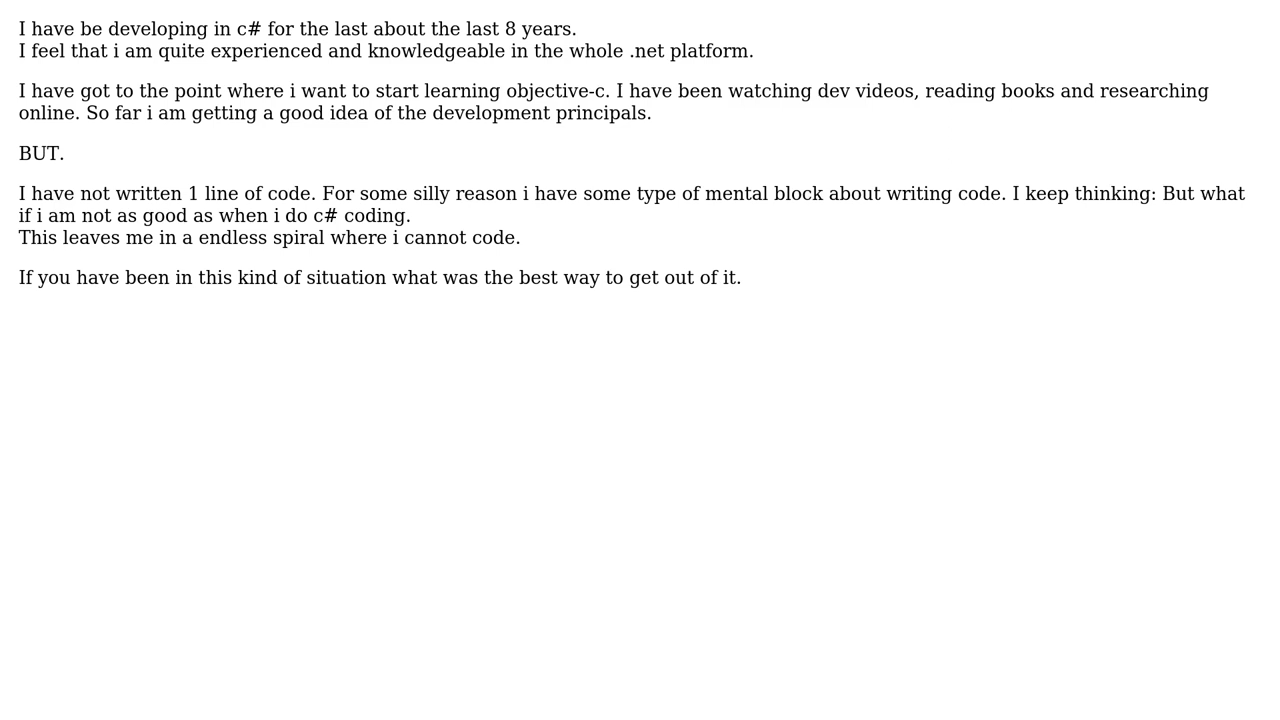 I have be developing in c# for the last about the last 8 years.
I feel that i am quite experienced and knowledgeable in the whole .net platform.
I have got to the point where i want to start learning objective-c. I have been watching dev videos, reading books and researching
online. So far i am getting a good idea of the development principals.
BUT.
I have not written 1 line of code. For some silly reason i have some type of mental block about writing code. I keep thinking: But what
if i am not as good as when i do c# coding.
This leaves me in a endless spiral where i cannot code.
If you have been in this kind of situation what was the best way to get out of it.